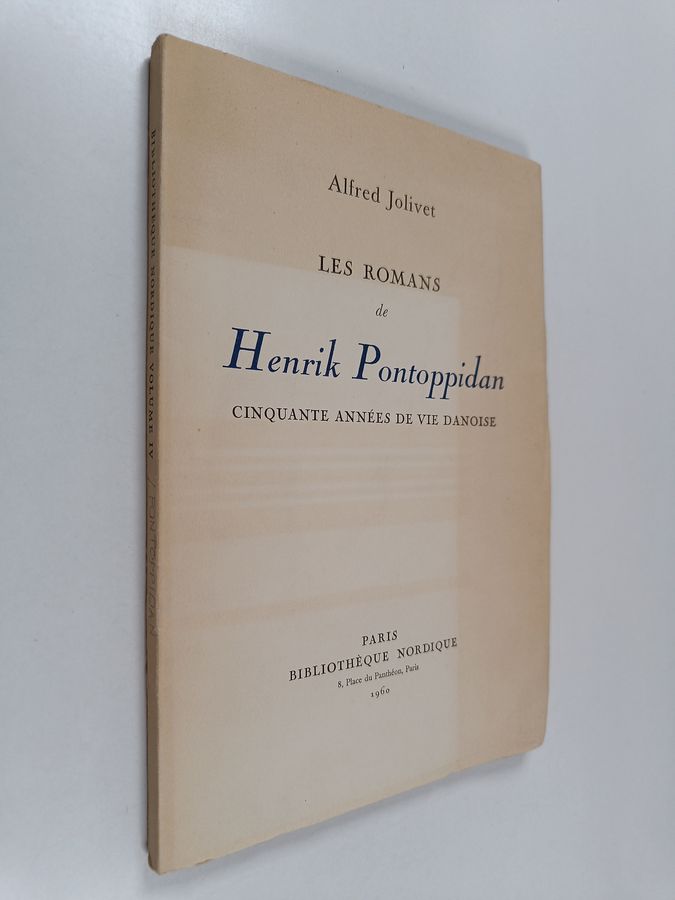 Alfred Jolivet
LES ROMANS
de
Henrik Pontoppidan
CINQUANTE ANNÉES DE VIE DANOISE
PARIS
BIBLIOTHÈQUE NORDIQUE
8, Place du Panthéon, Paris
1960
BIBLIOTHÈQUE NORDIQUE VOLUME IV / PONTOPPIDAN